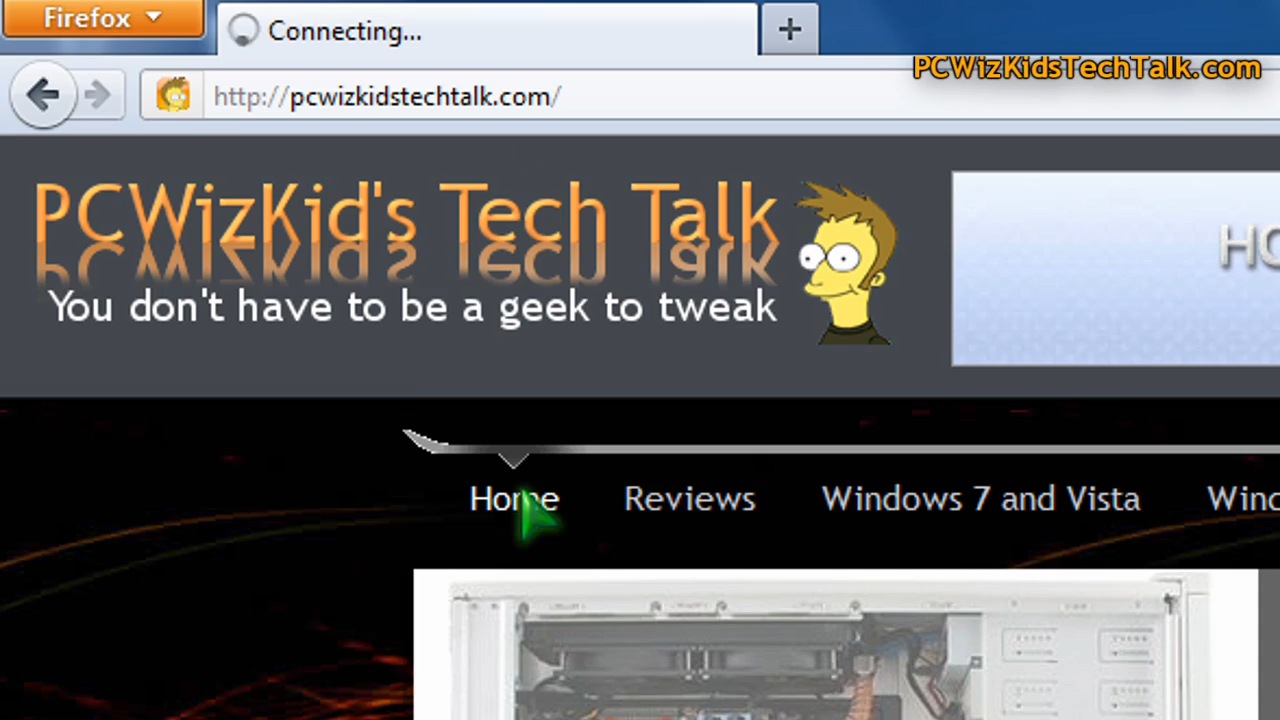 Firefox
Connecting...
PCWizKidsTechTalk.com
http://pcwizkidstechtalk.com/
PCWizKid's Tech Talk
You don't have to be a geek to tweak
Home Reviews Windows 7 and Vista